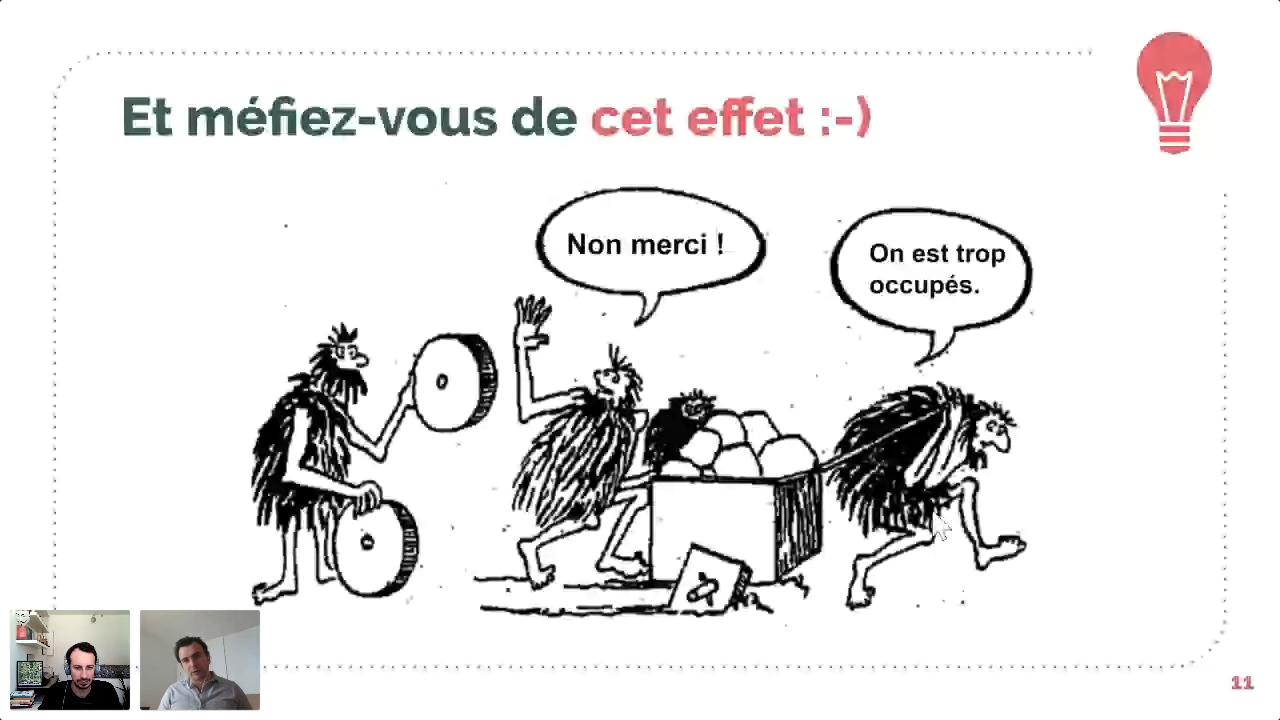 Et méfiez-vous de cet effet :-)
Non merci !
On est trop
occupés.
11